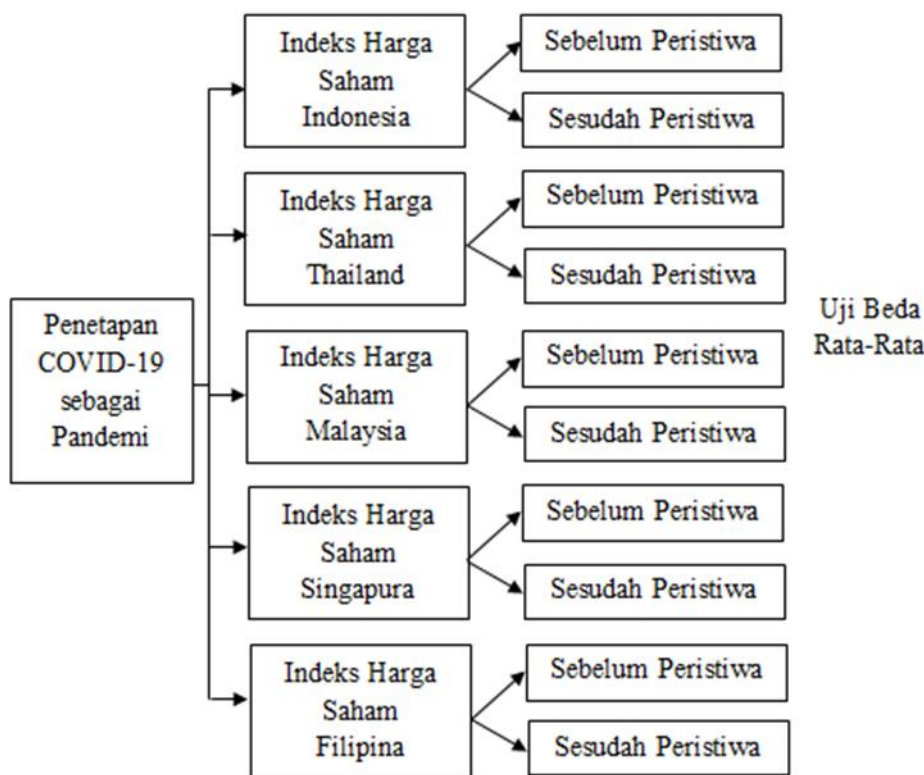 Penetapan
COVID-19
sebagai
Pandemi
Indeks Harga
Saham
Indonesia
Sebelum Peristiwa
Sesudah Peristiwa
Indeks Harga
Saham
Thailand
Sebelum Peristiwa
Sesudah Peristiwa
Indeks Harga
Saham
Malaysia
Sebelum Peristiwa
Sesudah Peristiwa
Indeks Harga
Saham
Singapura
Sebelum Peristiwa
Sesudah Peristiwa
Indeks Harga
Saham
Filipina
Sebelum Peristiwa
Sesudah Peristiwa
Uji Beda
Rata-Rata